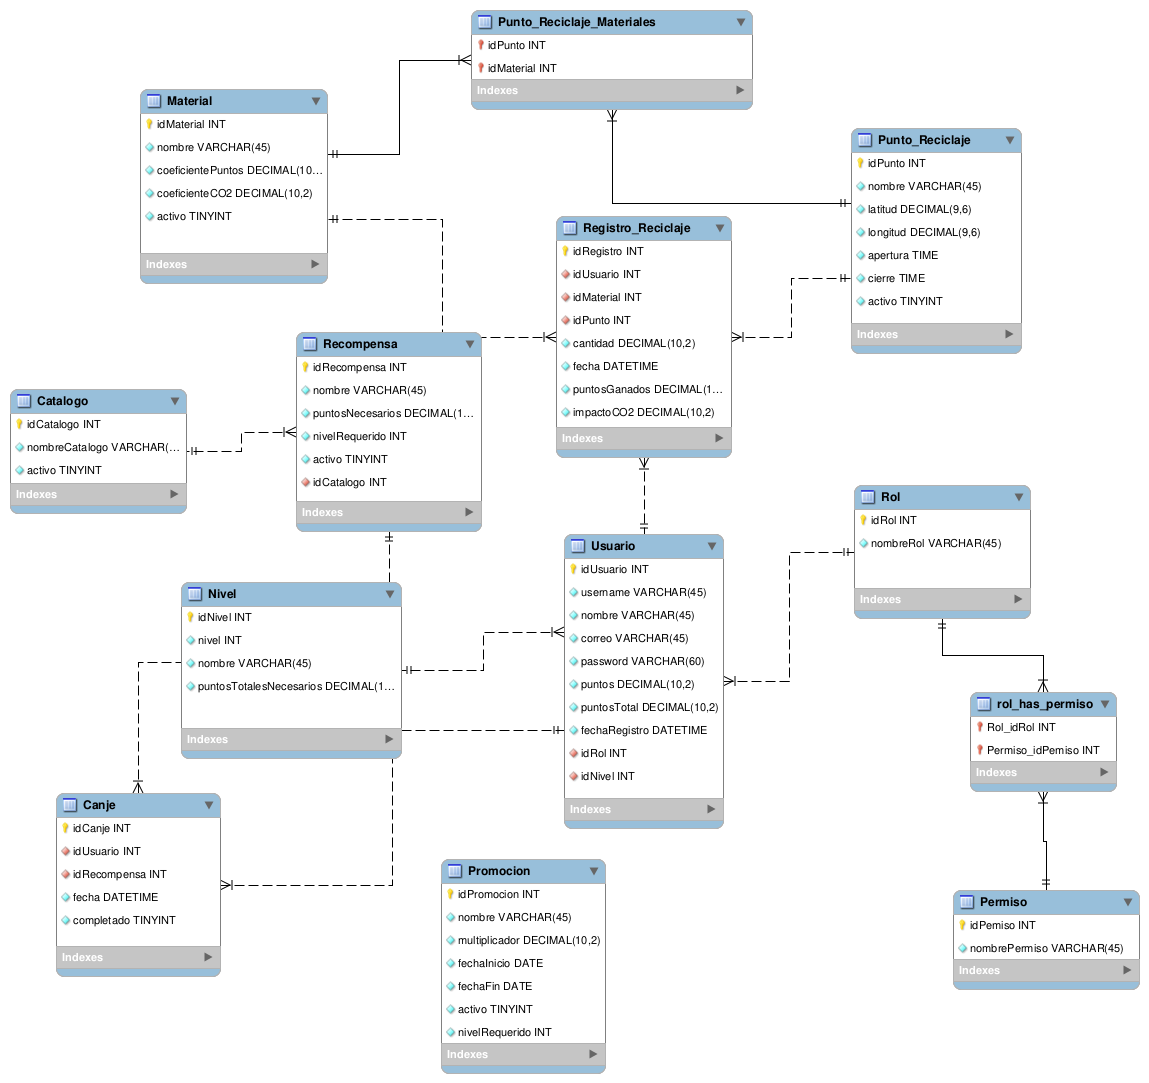 Punto_Reciclaje_Materiales
idPunto INT
idMaterial INT
Indexes
Material
idMaterial INT
nombre VARCHAR(45)
coeficientePuntos DECIMAL(10...
coeficienteCO2 DECIMAL(10,2)
activo TINYINT
Indexes
Punto_Reciclaje
idPunto INT
nombre VARCHAR(45)
latitud DECIMAL(9,6)
longitud DECIMAL(9,6)
apertura TIME
cierre TIME
activo TINYINT
Indexes
Registro_Reciclaje
idRegistro INT
idUsuario INT
idMaterial INT
idPunto INT
cantidad DECIMAL(10,2)
fecha DATETIME
puntosGanados DECIMAL(1...
impactoCO2 DECIMAL(10,2)
Indexes
Recompensa
idRecompensa INT
nombre VARCHAR(45)
puntosNecesarios DECIMAL(1...
nivelRequerido INT
activo TINYINT
idCatalogo INT
Indexes
Catalogo
idCatalogo INT
nombreCatalogo VARCHAR(...
activo TINYINT
Indexes
Rol
idRol INT
nombreRol VARCHAR(45)
Indexes
Usuario
idUsuario INT
username VARCHAR(45)
nombre VARCHAR(45)
correo VARCHAR(45)
password VARCHAR(60)
puntos DECIMAL(10,2)
puntosTotal DECIMAL(10,2)
fechaRegistro DATETIME
idRol INT
idNivel INT
Indexes
Nivel
idNivel INT
nivel INT
nombre VARCHAR(45)
puntosTotalesNecesarios DECIMAL(1...
Indexes
rol_has_permiso
Rol_idRol INT
Permiso_idPemiso INT
Indexes
Canje
idCanje INT
idUsuario INT
idRecompensa INT
fecha DATETIME
completado TINYINT
Indexes
Promocion
idPromocion INT
nombre VARCHAR(45)
multiplicador DECIMAL(10,2)
fechaInicio DATE
fechaFin DATE
activo TINYINT
nivelRequerido INT
Indexes
Permiso
idPemiso INT
nombrePermiso VARCHAR(45)
Indexes